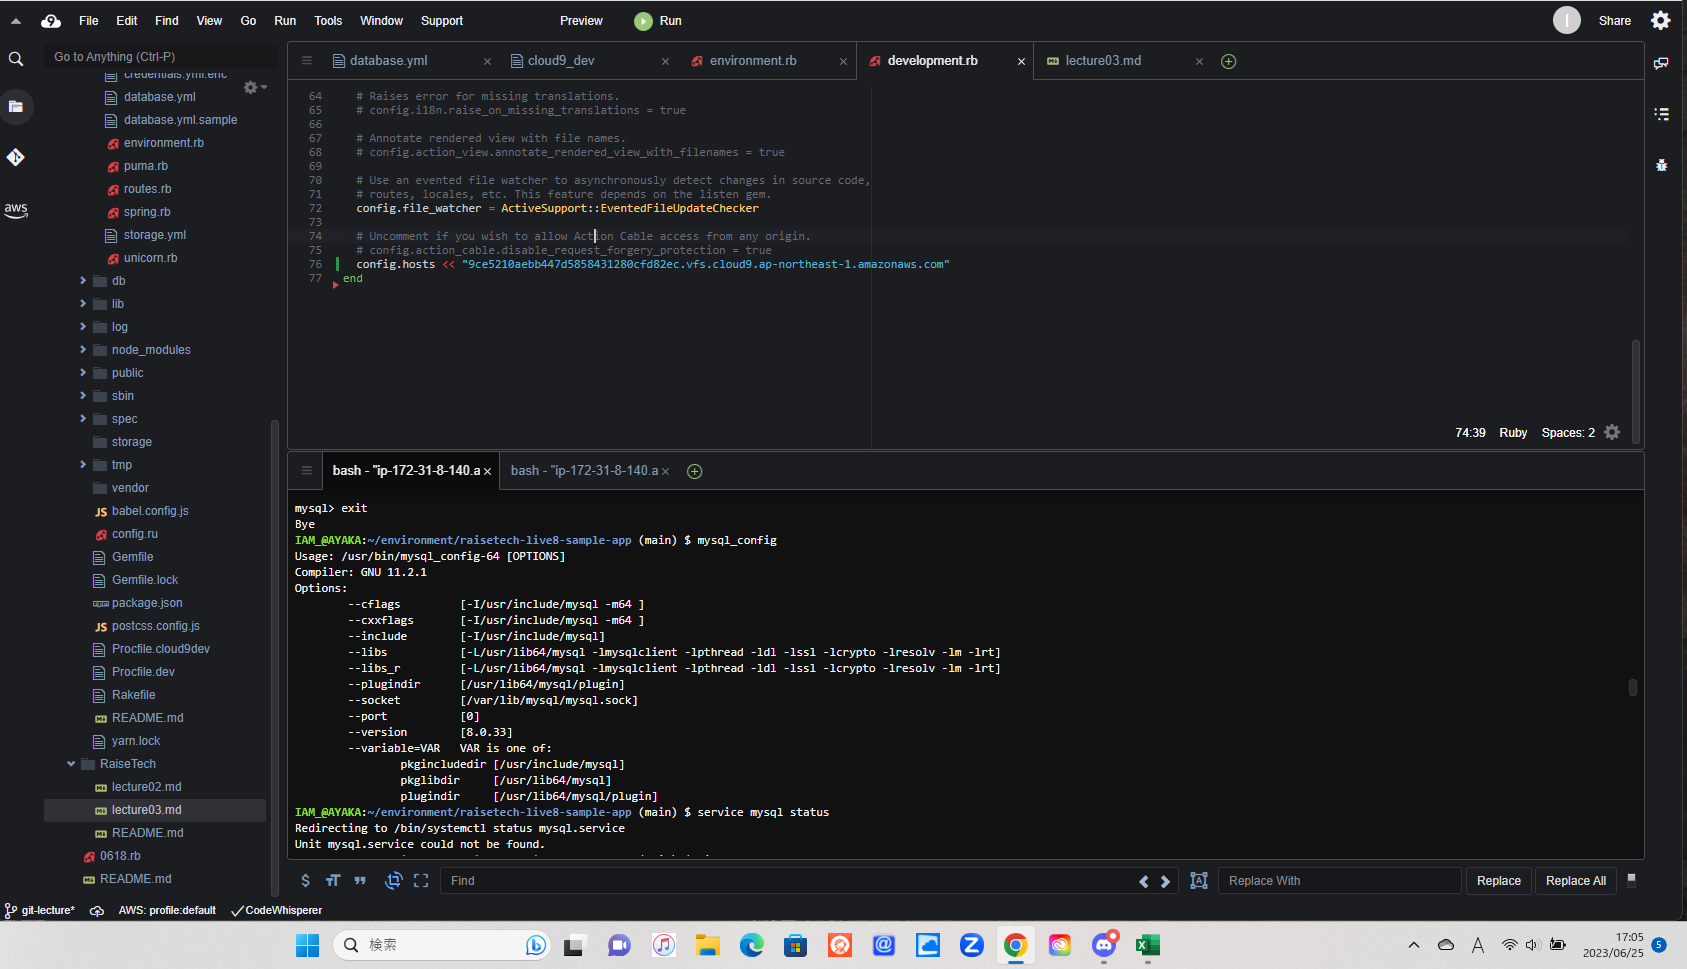 File Edit Find View Go Run Tools Window Support Preview Run Share
Go to Anything (Ctrl-P)
credentials.yml.enc
database.yml
database.yml.sample
environment.rb
puma.rb
routes.rb
spring.rb
storage.yml
unicorn.rb
db
lib
log
node_modules
public
sbin
spec
storage
tmp
vendor
babel.config.js
config.ru
Gemfile
Gemfile.lock
package.json
postcss.config.js
Procfile.cloud9dev
Procfile.dev
Rakefile
README.md
yarn.lock
RaiseTech
lecture02.md
lecture03.md
README.md
0618.rb
README.md
aws
database.yml cloud9_dev environment.rb development.rb lecture03.md
64 # Raises error for missing translations.
65 # config.i18n.raise_on_missing_translations = true
66
67 # Annotate rendered view with file names.
68 # config.action_view.annotate_rendered_view_with_filenames = true
69
70 # Use an evented file watcher to asynchronously detect changes in source code,
71 # routes, locales, etc. This feature depends on the listen gem.
72 config.file_watcher = ActiveSupport::EventedFileUpdateChecker
73
74 # Uncomment if you wish to allow Action Cable access from any origin.
75 # config.action_cable.disable_request_forgery_protection = true
76 config.hosts << "9ce5210aebb447d5858431280cfd82ec.vfs.cloud9.ap-northeast-1.amazonaws.com"
77 end
74:39 Ruby Spaces: 2
bash - "ip-172-31-8-140.a bash - "ip-172-31-8-140.a
mysql> exit
Bye
IAM_@AYAKA:~/environment/raisetech-live8-sample-app (main) $ mysql_config
Usage: /usr/bin/mysql_config-64 [OPTIONS]
Compiler: GNU 11.2.1
Options:
--cflags [-I/usr/include/mysql -m64 ]
--cxxflags [-I/usr/include/mysql -m64 ]
--include [-I/usr/include/mysql]
--libs [-L/usr/lib64/mysql -lmysqlclient -lpthread -ldl -lssl -lcrypto -lresolv -lm -lrt]
--libs_r [-L/usr/lib64/mysql -lmysqlclient -lpthread -ldl -lssl -lcrypto -lresolv -lm -lrt]
--plugindir [/usr/lib64/mysql/plugin]
--socket [/var/lib/mysql/mysql.sock]
--port [0]
--version [8.0.33]
--variable=VAR VAR is one of:
pkgincludedir [/usr/include/mysql]
pkglibdir [/usr/lib64/mysql]
plugindir [/usr/lib64/mysql/plugin]
IAM_@AYAKA:~/environment/raisetech-live8-sample-app (main) $ service mysql status
Redirecting to /bin/systemctl status mysql.service
Unit mysql.service could not be found.
Find Replace With Replace Replace All
git-lecture* AWS: profile:default CodeWhisperer
検索
A
17:05
2023/06/25
5